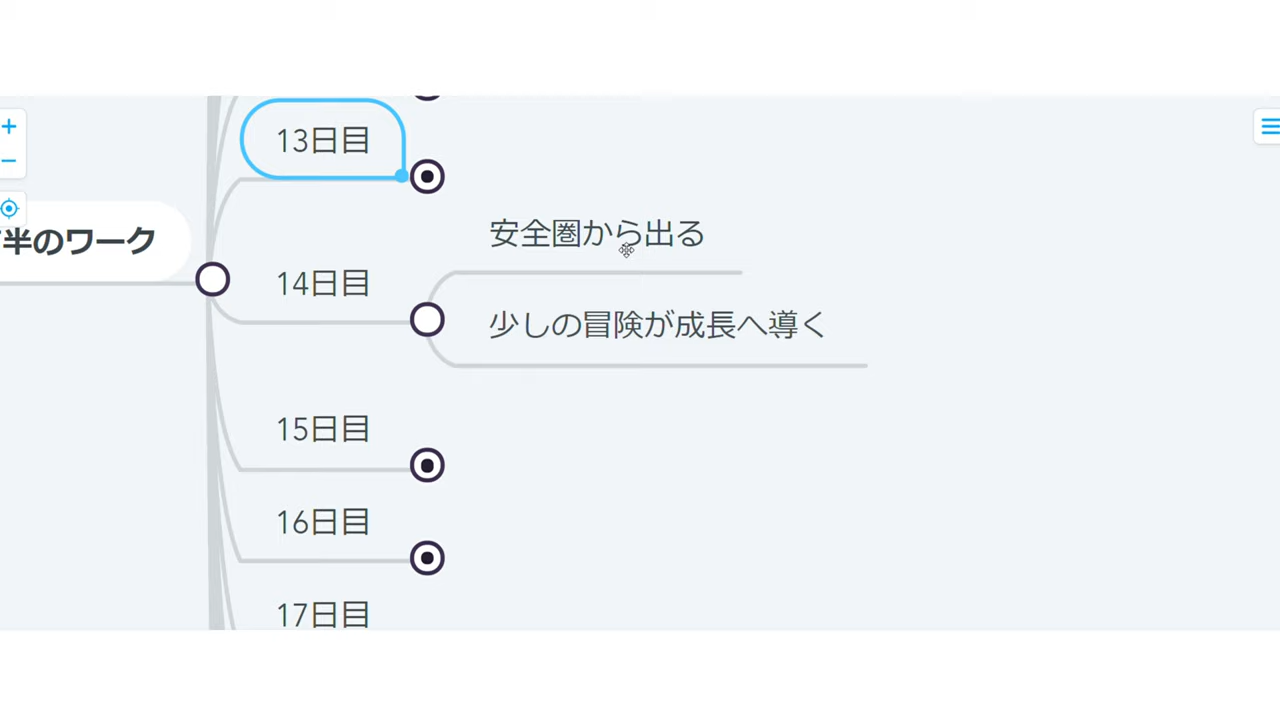 13日目
半のワーク
14日目
安全圏から出る
少しの冒険が成長へ導く
15日目
16日目
17日目